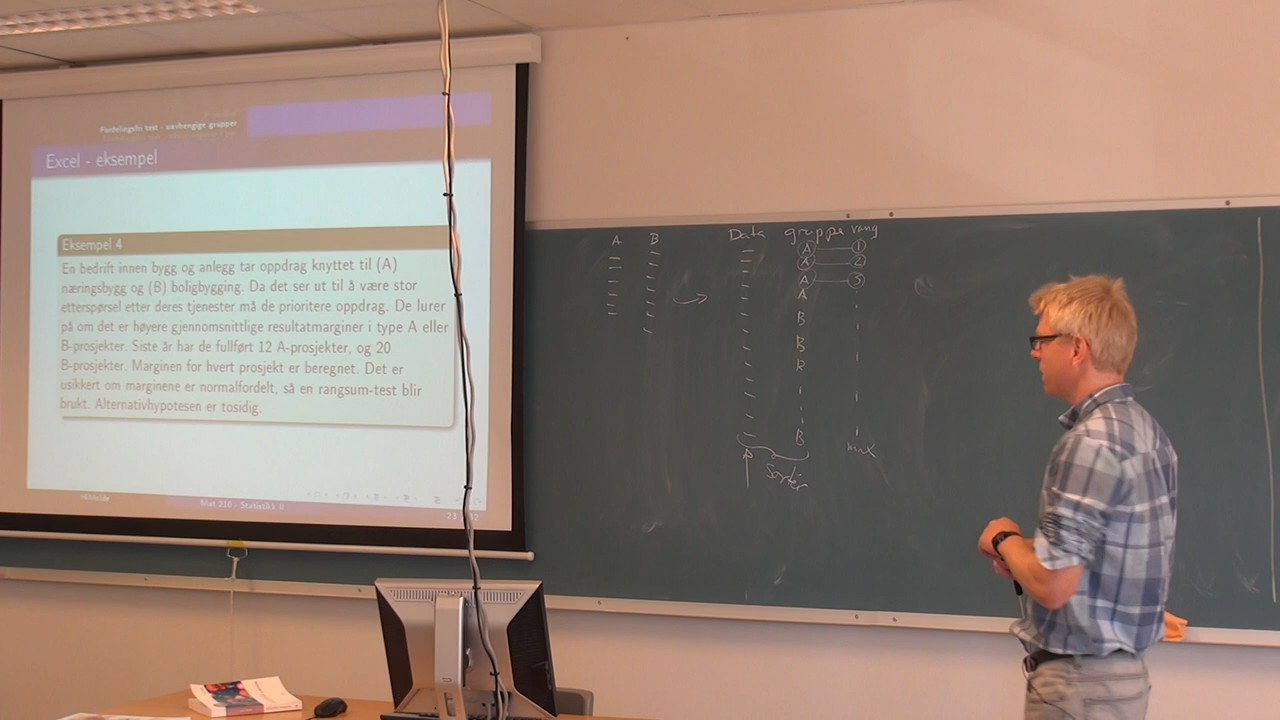 Fordelingsfri test - uavhengige grupper
Excel - eksempel
Eksempel 4
En bedrift innen bygg og anlegg tar oppdrag knyttet til (A)
næringsbygg og (B) boligbygging. Da det ser ut til å være stor
etterspørsel etter deres tjenester må de prioritere oppdrag. De lurer
på om det er høyere gjennomsnittlige resultatmarginer i type A eller
B-prosjekter. Siste år har de fullført 12 A-prosjekter, og 20
B-prosjekter. Marginen for hvert prosjekt er beregnet. Det er
usikkert om marginene er normalfordelt, så en rangsum-test blir
brukt. Alternativhypotesen er tosidig.
HiMolde
Mat 210 : Statistikk II
A B
Data gruppe rang
A 1
A 2
A 3
A
B
B
B
B
max
Sorter